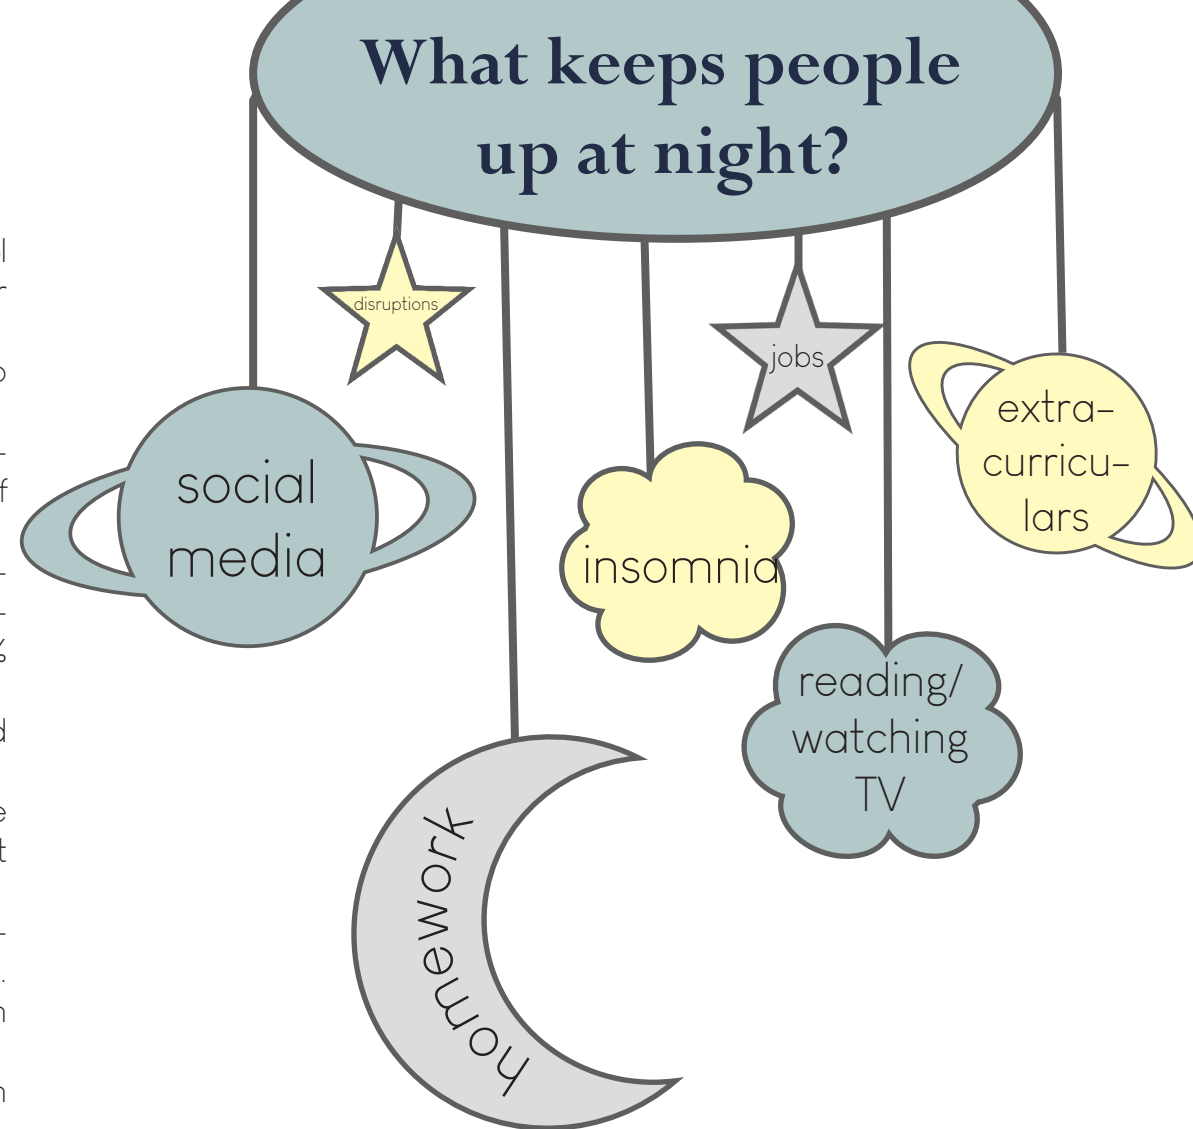 What keeps people
up at night?
disruptions
jobs
extra-
curricu-
lars
social
media
insomnia
reading/
watching
TV
homework